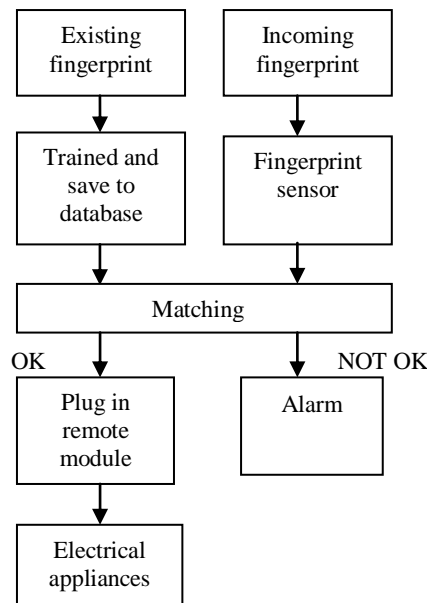 Existing
fingerprint
Incoming
fingerprint
Trained and
save to
database
Fingerprint
sensor
Matching
OK
NOT OK
Plug in
remote
module
Alarm
Electrical
appliances